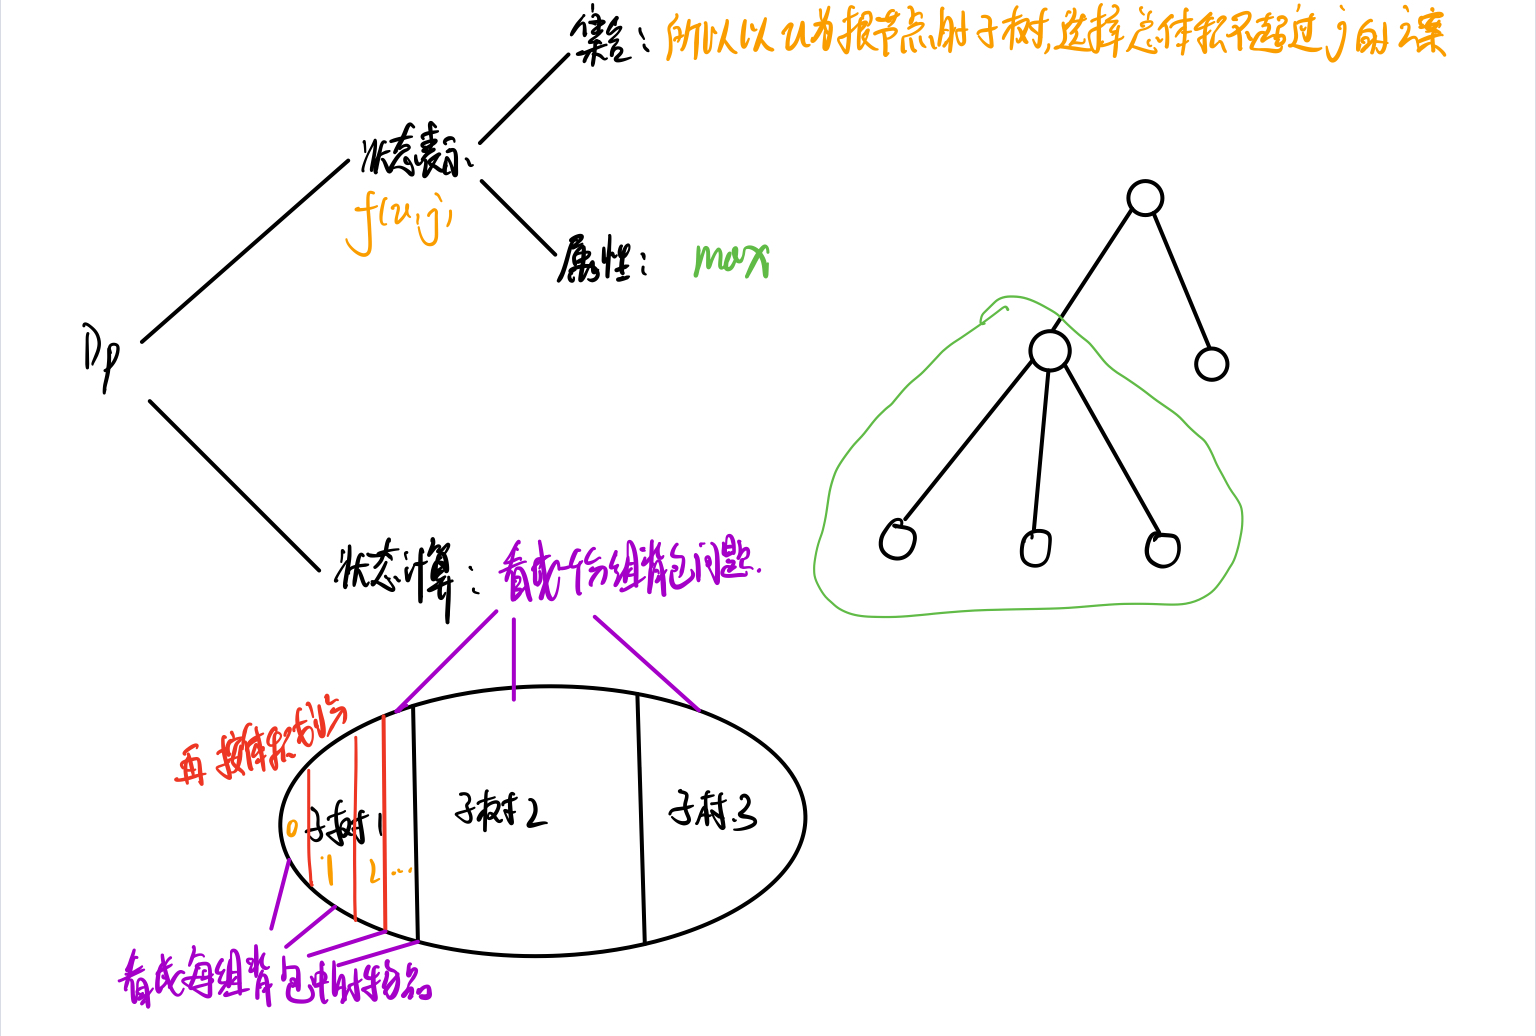 集合：所以以u为根节点的子树,选择总体积不超过j的方案
状态表示
f(u,j)
属性：max
Dp
状态计算：看成一个分组背包问题.
再按体积划分
0 子树1 子树2 子树3
1 2...
看成每组背包中的物品